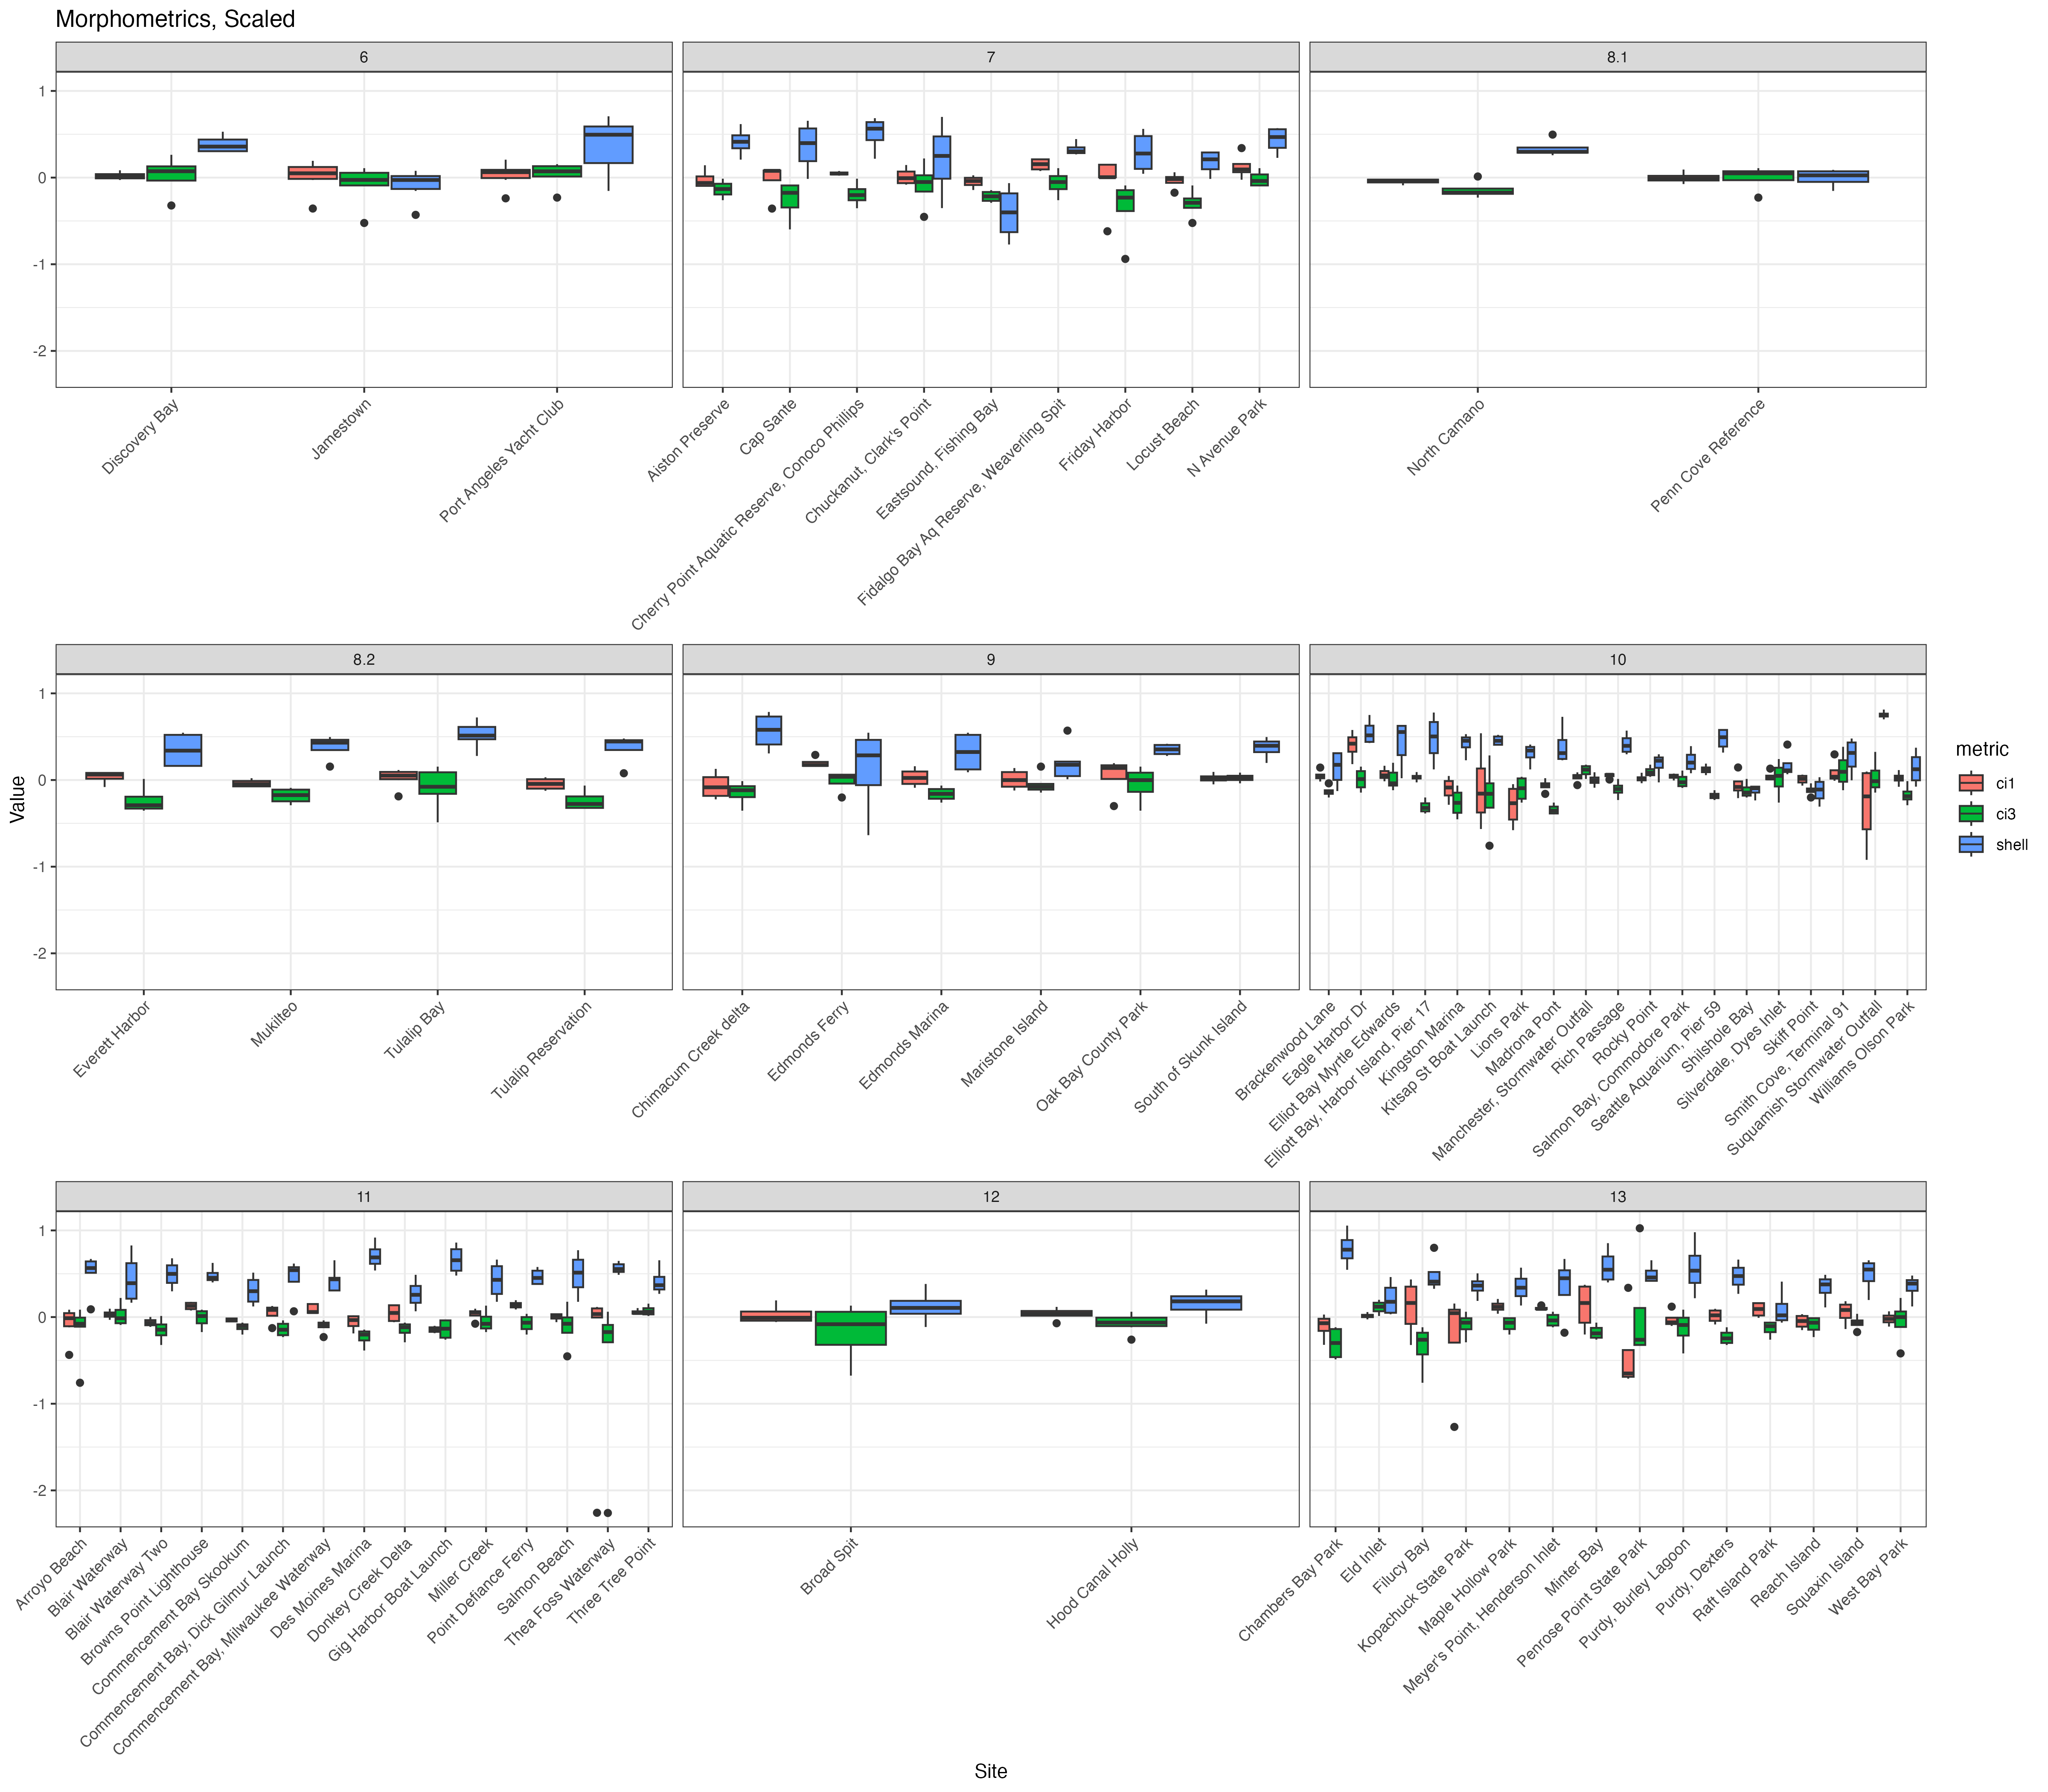 Morphometrics, Scaled
6
7
8.1
1
0
-1
-2
Discovery Bay
Jamestown
Port Angeles Yacht Club
Aiston Preserve
Cap Sante
Cherry Point Aquatic Reserve, Conoco Phillips
Chuckanut, Clark's Point
Eastsound, Fishing Bay
Fidalgo Bay Aq Reserve, Weaverling Spit
Friday Harbor
Locust Beach
N Avenue Park
North Camano
Penn Cove Reference
8.2
9
10
1
0
-1
-2
Everett Harbor
Mukilteo
Tulalip Bay
Tulalip Reservation
Chimacum Creek delta
Edmonds Ferry
Edmonds Marina
Maristone Island
Oak Bay County Park
South of Skunk Island
Brackenwood Lane
Eagle Harbor Dr
Elliot Bay Myrtle Edwards
Elliott Bay, Harbor Island, Pier 17
Kingston Marina
Kitsap St Boat Launch
Lions Park
Madrona Pont
Manchester, Stormwater Outfall
Rich Passage
Rocky Point
Salmon Bay, Commodore Park
Seattle Aquarium, Pier 59
Shilshole Bay
Silverdale, Dyes Inlet
Skiff Point
Smith Cove, Terminal 91
Suquamish Stormwater Outfall
Williams Olson Park
11
12
13
1
0
-1
-2
Arroyo Beach
Blair Waterway
Blair Waterway Two
Browns Point Lighthouse
Commencement Bay Skookum
Commencement Bay, Dick Gilmur Launch
Commencement Bay, Milwaukee Waterway
Des Moines Marina
Donkey Creek Delta
Gig Harbor Boat Launch
Miller Creek
Point Defiance Ferry
Salmon Beach
Thea Foss Waterway
Three Tree Point
Broad Spit
Hood Canal Holly
Chambers Bay Park
Eld Inlet
Filucy Bay
Kopachuck State Park
Maple Hollow Park
Meyer's Point, Henderson Inlet
Minter Bay
Penrose Point State Park
Purdy, Burley Lagoon
Purdy, Dexters
Raft Island Park
Reach Island
Squaxin Island
West Bay Park
Value
Site
metric
ci1
ci3
shell